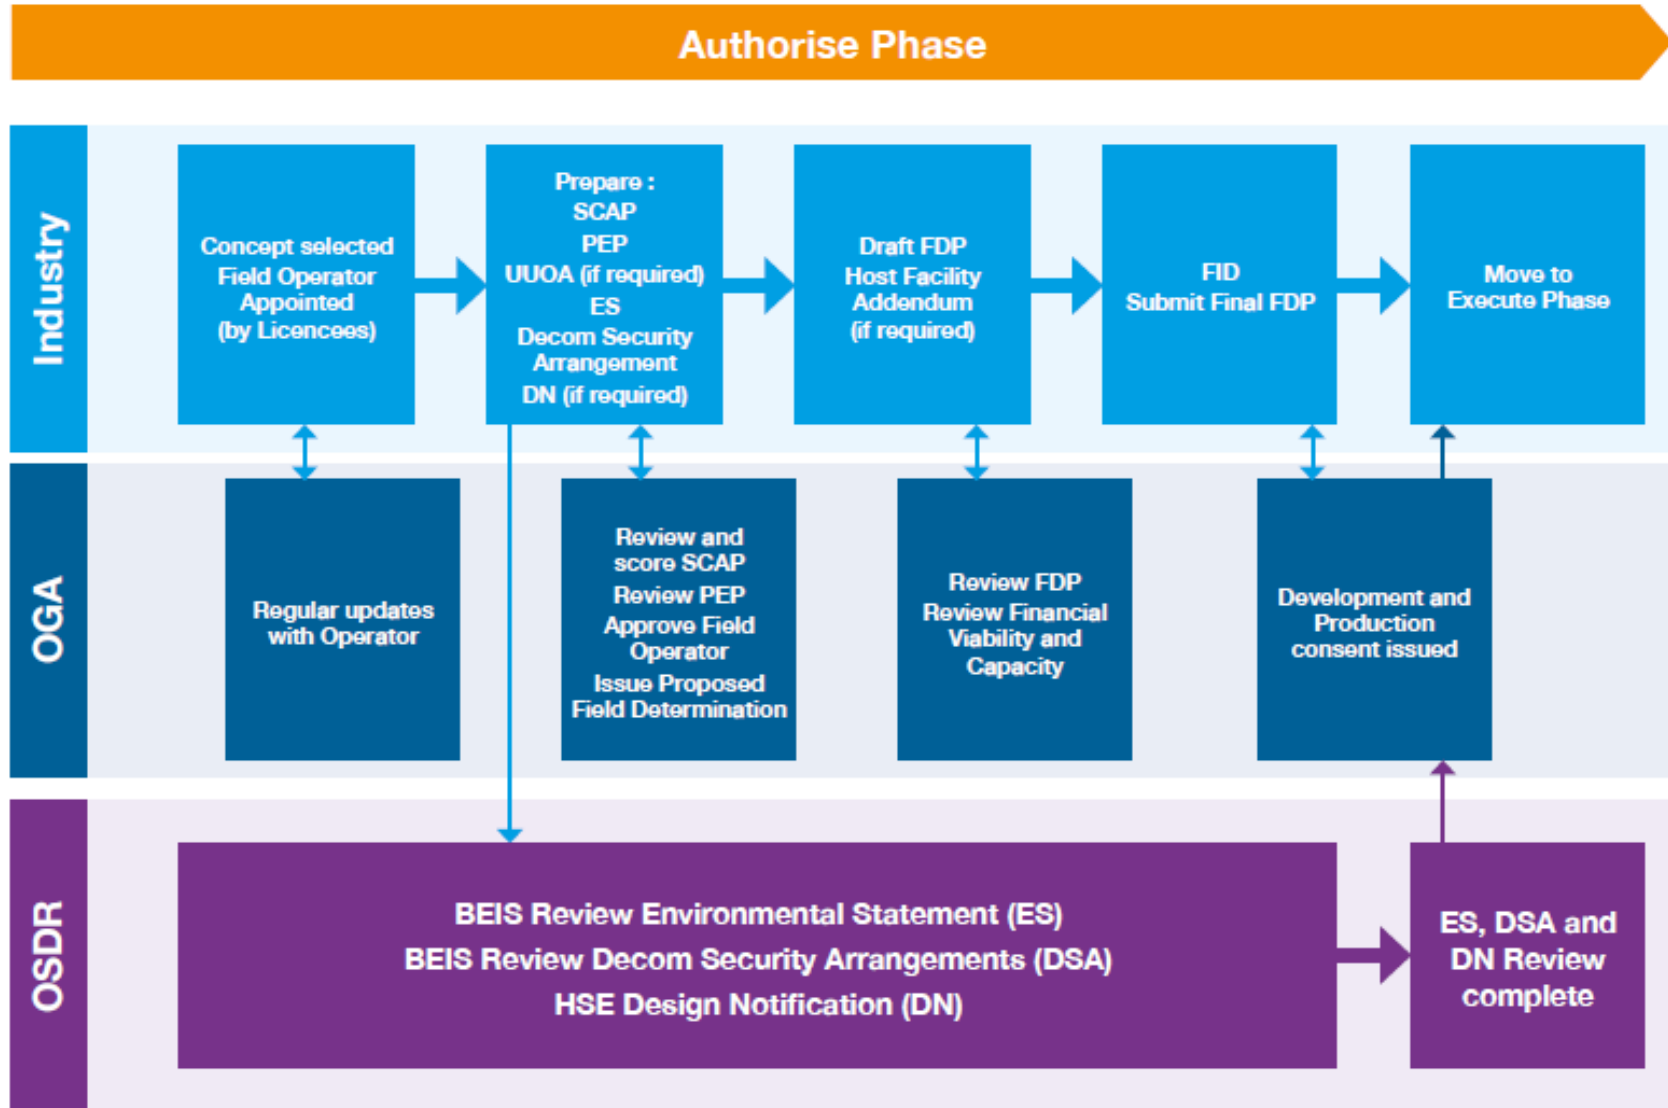 Authorise Phase
Industry
Concept selected
Field Operator
Appointed
(by Licencees)
Prepare :
SCAP
PEP
UUOA (if required)
ES
Decom Security
Arrangement
DN (if required)
Draft FDP
Host Facility
Addendum
(if required)
FID
Submit Final FDP
Move to
Execute Phase
OGA
Regular updates
with Operator
Review and
score SCAP
Review PEP
Approve Field
Operator
Issue Proposed
Field Determination
Review FDP
Review Financial
Viability and
Capacity
Development and
Production
consent issued
OSDR
BEIS Review Environmental Statement (ES)
BEIS Review Decom Security Arrangements (DSA)
HSE Design Notification (DN)
ES, DSA and
DN Review
complete